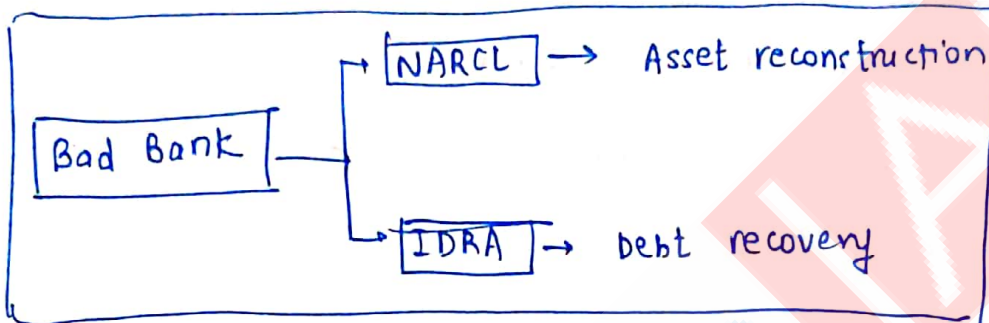 NARCL → Asset reconstruction
Bad Bank
IDRA → Debt recovery